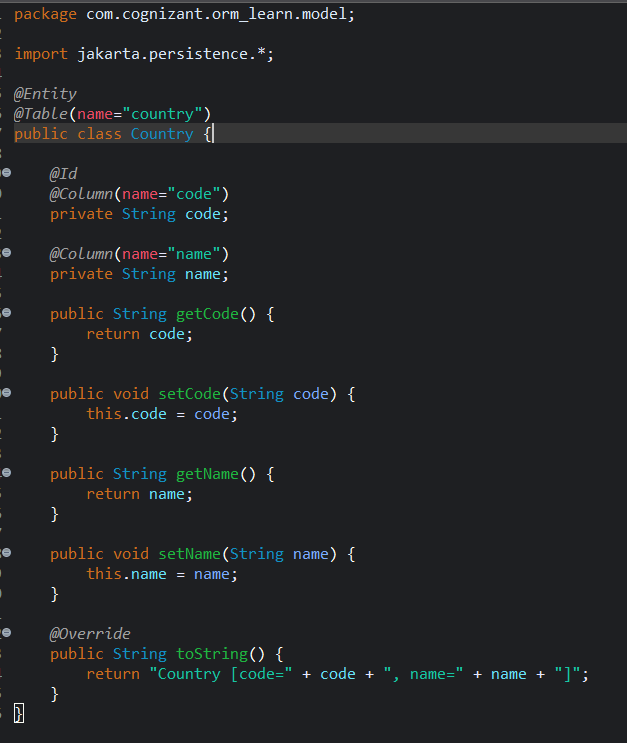 package com.cognizant.orm_learn.model;
import jakarta.persistence.*;
@Entity
@Table(name="country")
public class Country {
@Id
@Column(name="code")
private String code;
@Column(name="name")
private String name;
public String getCode() {
return code;
}
public void setCode(String code) {
this.code = code;
}
public String getName() {
return name;
}
public void setName(String name) {
this.name = name;
}
@Override
public String toString() {
return "Country [code=" + code + ", name=" + name + "]";
}
}